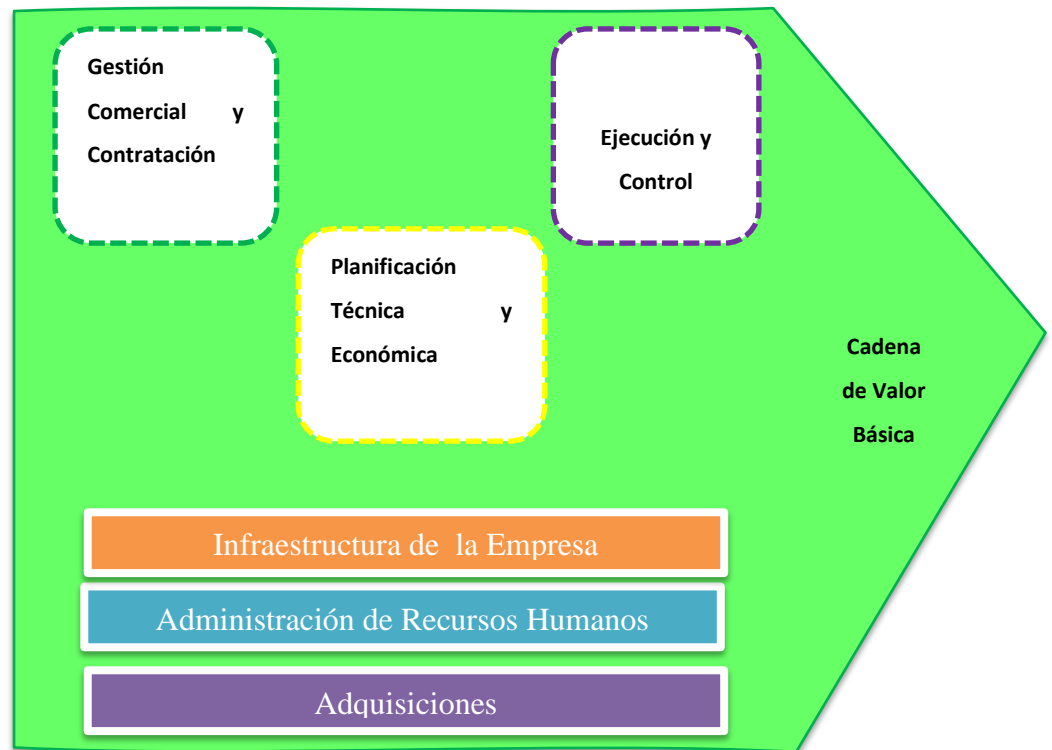 Gestión
Comercial y
Contratación
Ejecución y
Control
Planificación
Técnica y
Económica
Cadena
de Valor
Básica
Infraestructura de la Empresa
Administración de Recursos Humanos
Adquisiciones